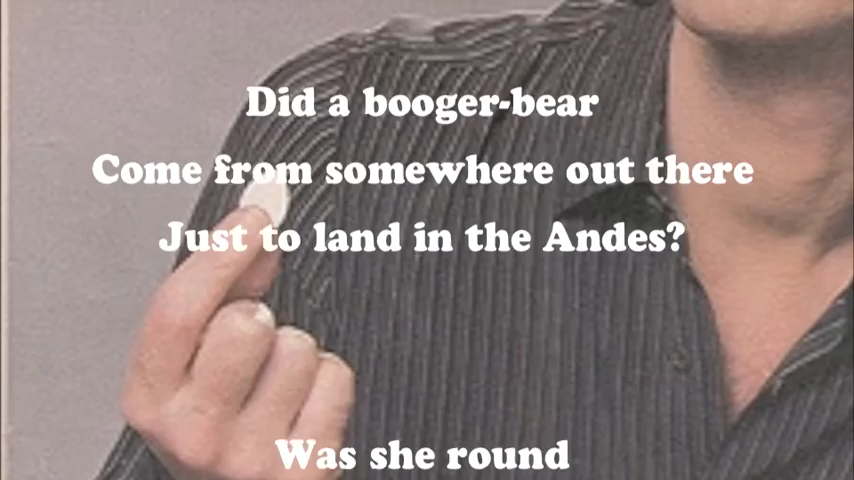 Did a booger-bear
Come from somewhere out there
Just to land in the Andes?
Was she round